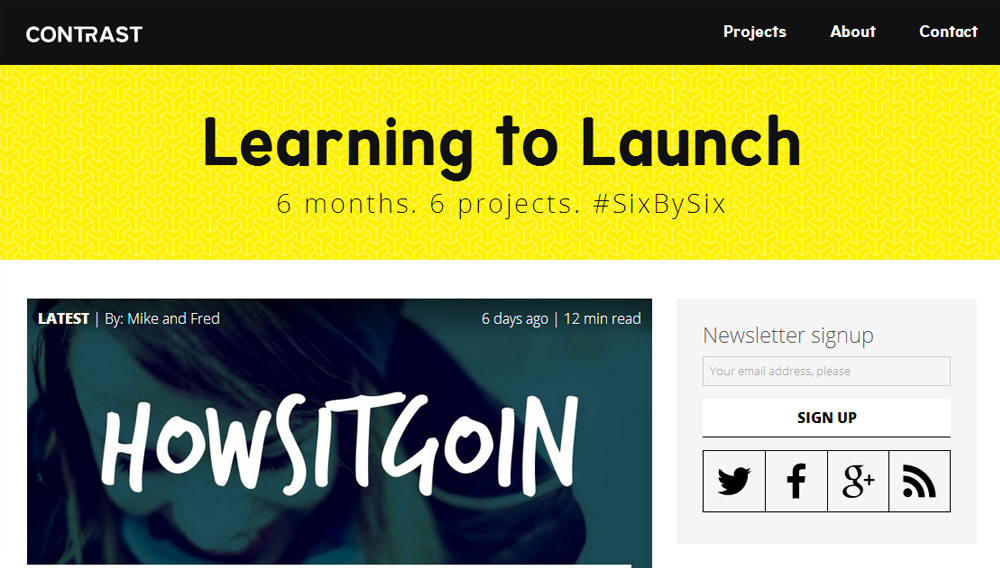 CONTRAST
Projects About Contact
Learning to Launch
6 months. 6 projects. #SixBySix
LATEST | By: Mike and Fred
6 days ago | 12 min read
HOWSITGOIN
Newsletter signup
Your email address, please
SIGN UP
g+